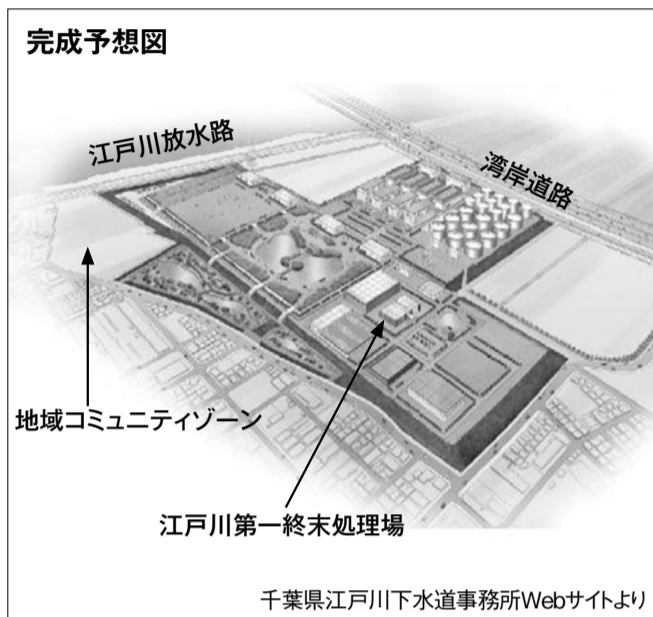 完成予想図
江戸川放水路
湾岸道路
地域コミュニティゾーン
江戸川第一終末処理場
千葉県江戸川下水道事務所Webサイトより